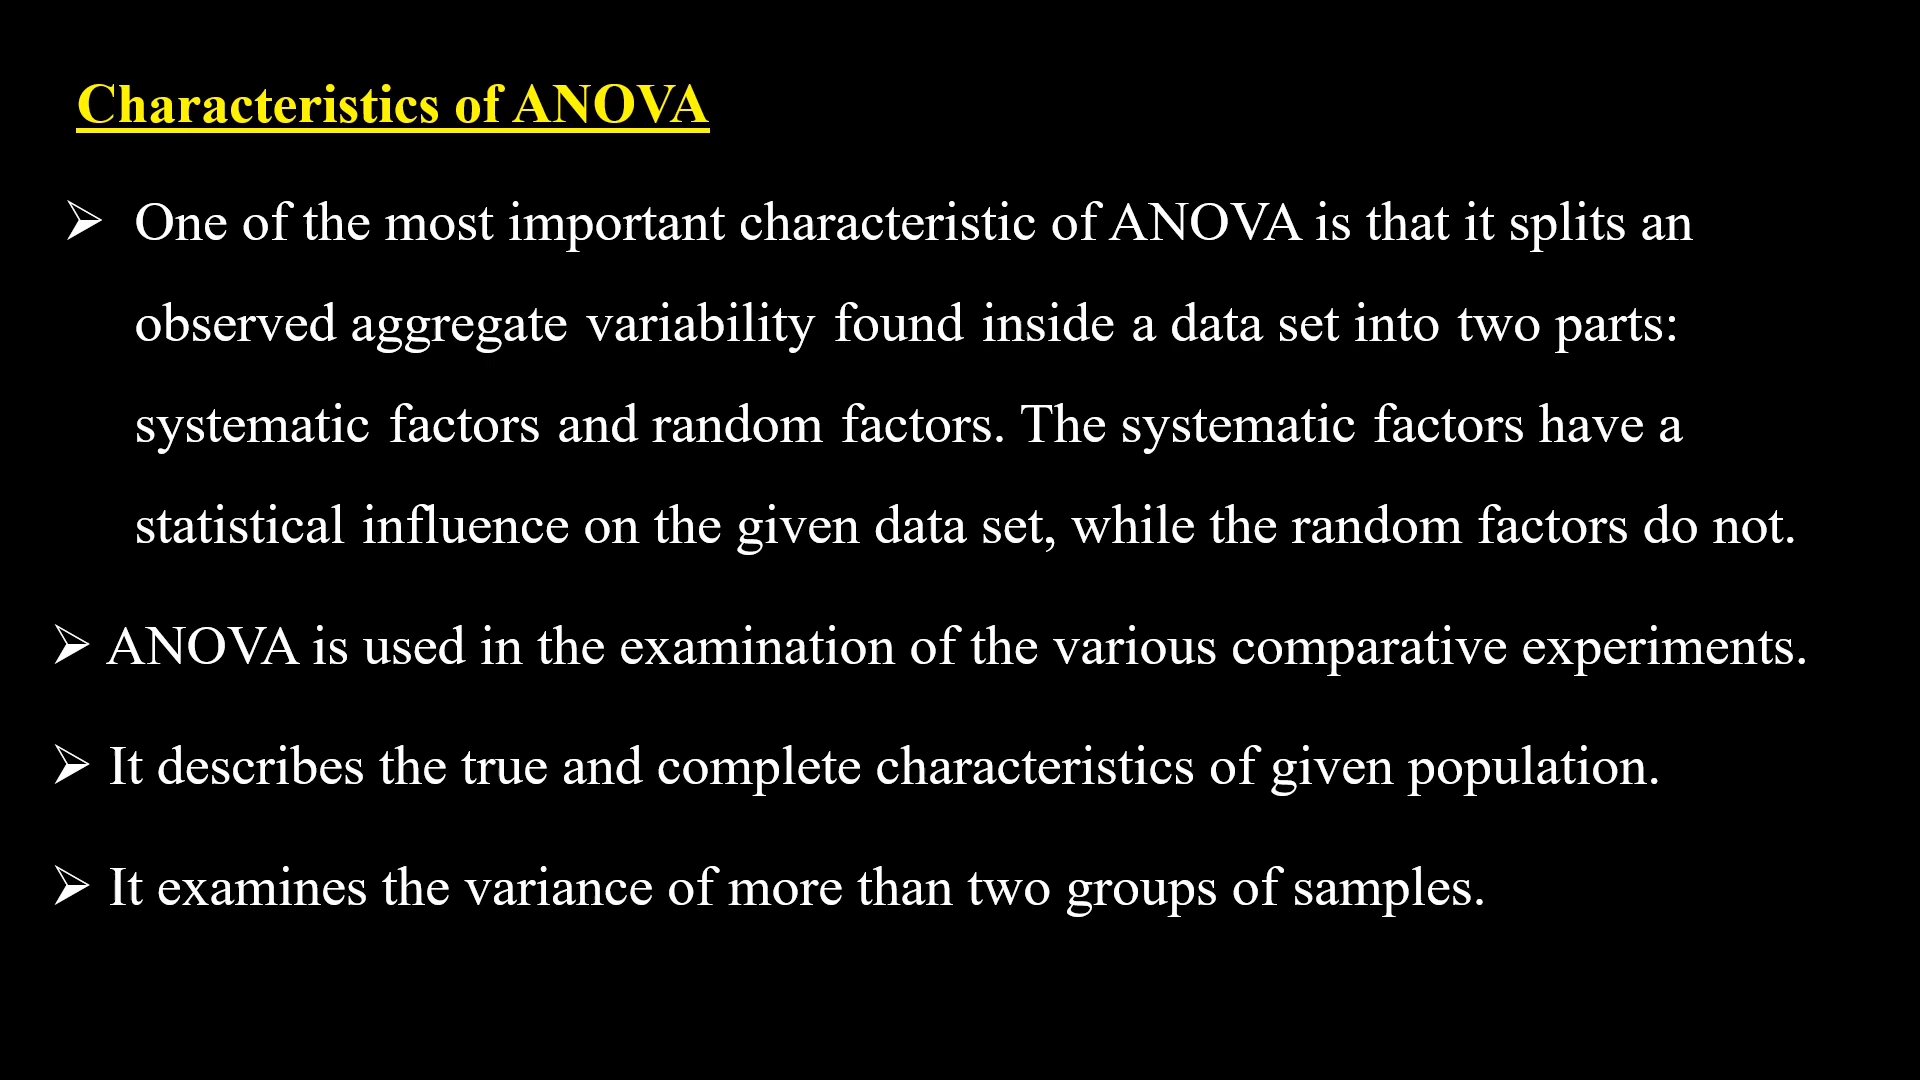 Characteristics of ANOVA
➢ One of the most important characteristic of ANOVA is that it splits an
observed aggregate variability found inside a data set into two parts:
systematic factors and random factors. The systematic factors have a
statistical influence on the given data set, while the random factors do not.
➢ ANOVA is used in the examination of the various comparative experiments.
➢ It describes the true and complete characteristics of given population.
➢ It examines the variance of more than two groups of samples.